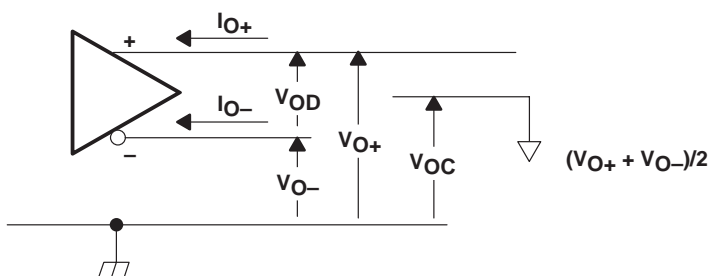 IO+
+
VOD
IO–
VO+
VOC
(VO+ + VO–)/2
–
VO–